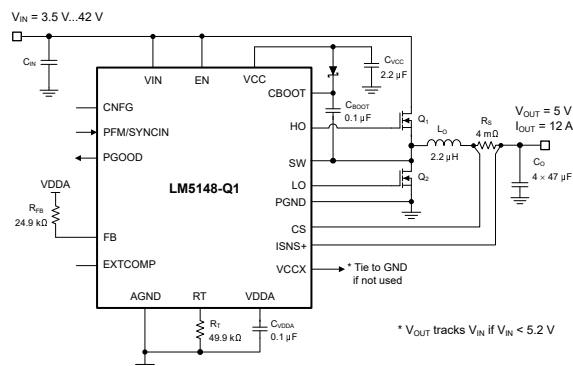 VIN = 3.5 V...42 V
CIN
VIN
EN
VCC
CVCC
2.2 µF
CBOOT
CBOOT
0.1 µF
CNFG
HO
Q1
PFM/SYNCIN
LO
2.2 µH
RS
4 mΩ
VOUT = 5 V
IOUT = 12 A
PGOOD
SW
CO
4 × 47 µF
VDDA
LM5148-Q1
LO
Q2
RFB
24.9 kΩ
PGND
FB
CS
ISNS+
EXTCOMP
VCCX
* Tie to GND
if not used
AGND
RT
VDDA
RT
49.9 kΩ
CVDDA
0.1 µF
* VOUT tracks VIN if VIN < 5.2 V